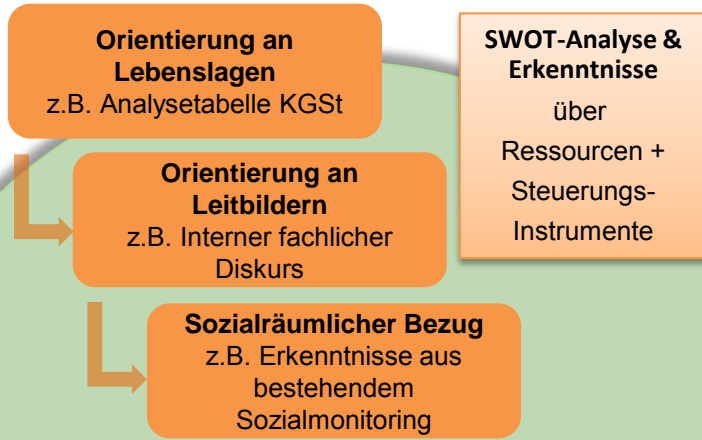 Orientierung an
Lebenslagen
z.B. Analysetabelle KGSt
SWOT-Analyse &
Erkenntnisse
über
Ressourcen +
Steuerungs-
Instrumente
Orientierung an
Leitbildern
z.B. Interner fachlicher
Diskurs
Sozialräumlicher Bezug
z.B. Erkenntnisse aus
bestehendem
Sozialmonitoring